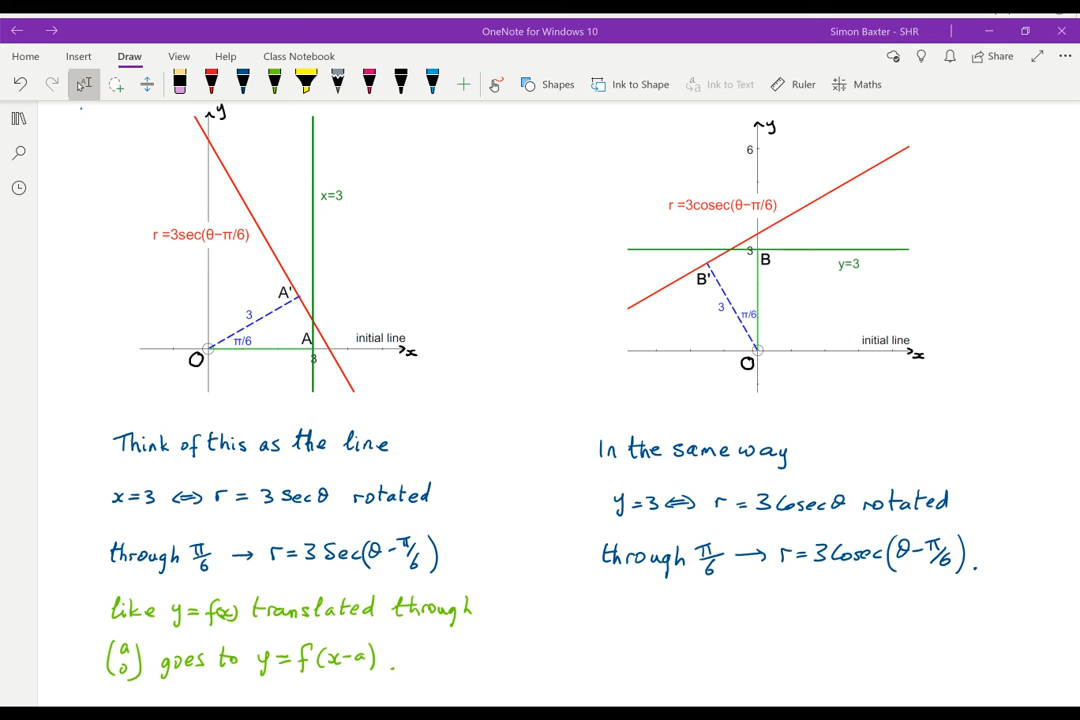 OneNote for Windows 10
Simon Baxter - SHR
Home Insert Draw View Help Class Notebook
Share
Shapes
Ink to Shape
Ink to Text
Ruler
Maths
y
x=3
r =3sec(θ−π/6)
A'
3
π/6
A
initial line
x
O
3
Think of this as the line
x=3 ⇔ r = 3 Sec θ rotated
through π/6 → r = 3 Sec(θ - π/6)
like y = f(x) translated through
(a 0) goes to y = f(x-a) .
y
6
r =3cosec(θ−π/6)
3
B
y=3
B'
3
π/6
initial line
x
O
In the same way
y=3 ⇔ r = 3 Cosec θ rotated
through π/6 → r = 3 Cosec(θ - π/6) .